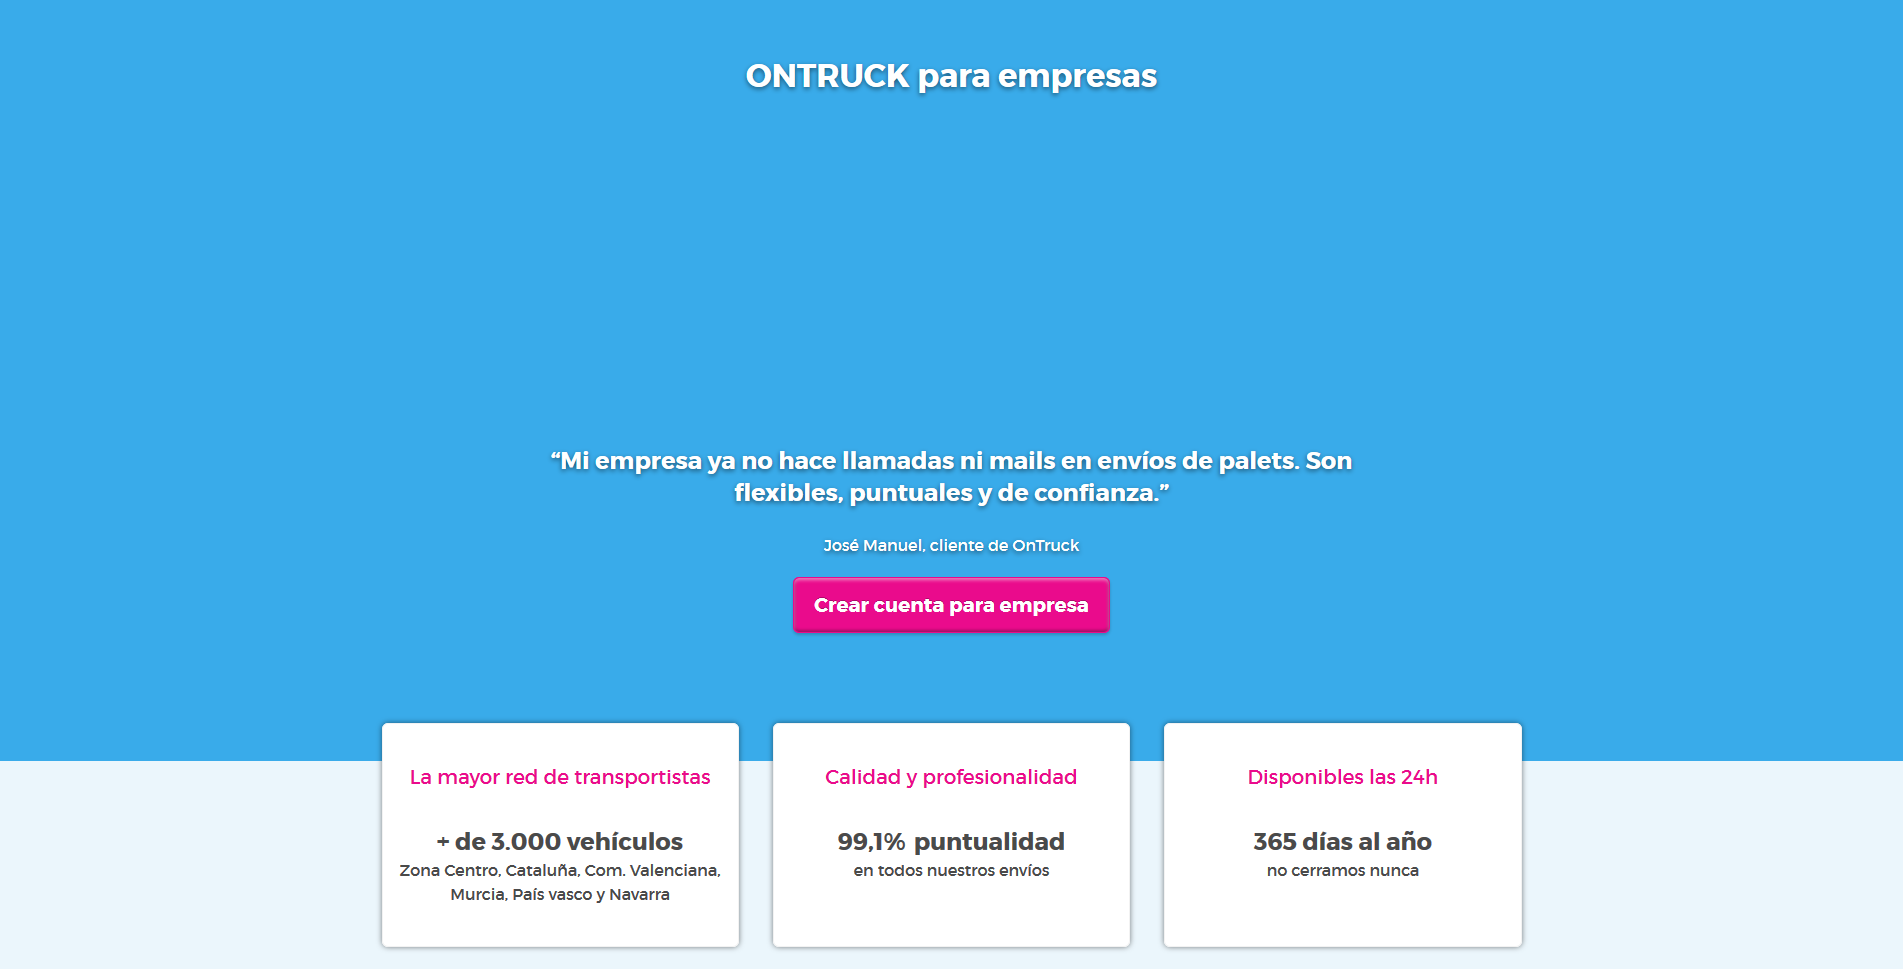 ONTRUCK para empresas
“Mi empresa ya no hace llamadas ni mails en envíos de palets. Son
flexibles, puntuales y de confianza.”
José Manuel, cliente de OnTruck
Crear cuenta para empresa
La mayor red de transportistas
+ de 3.000 vehículos
Zona Centro, Cataluña, Com. Valenciana,
Murcia, País vasco y Navarra
Calidad y profesionalidad
99,1% puntualidad
en todos nuestros envíos
Disponibles las 24h
365 días al año
no cerramos nunca